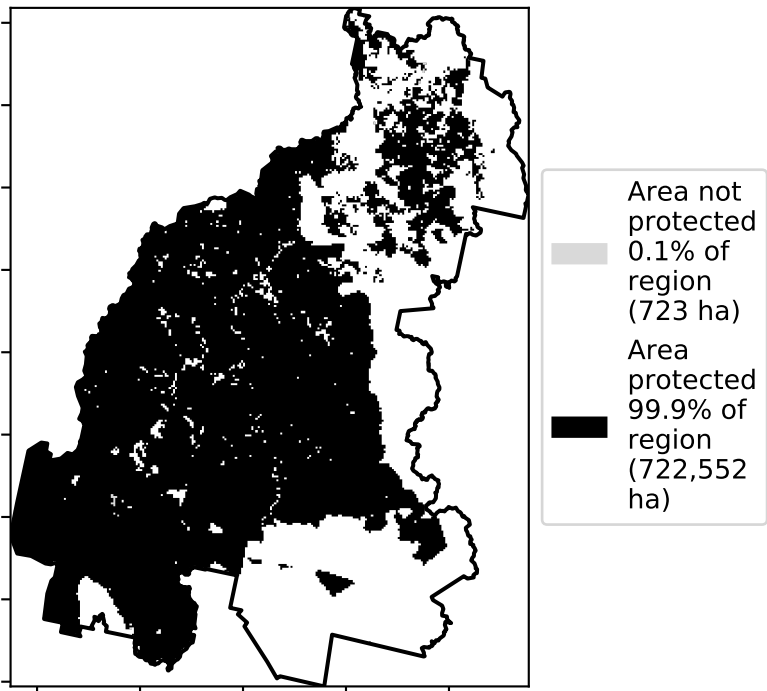 Area not
protected
0.1% of
region
(723 ha)
Area
protected
99.9% of
region
(722,552
ha)